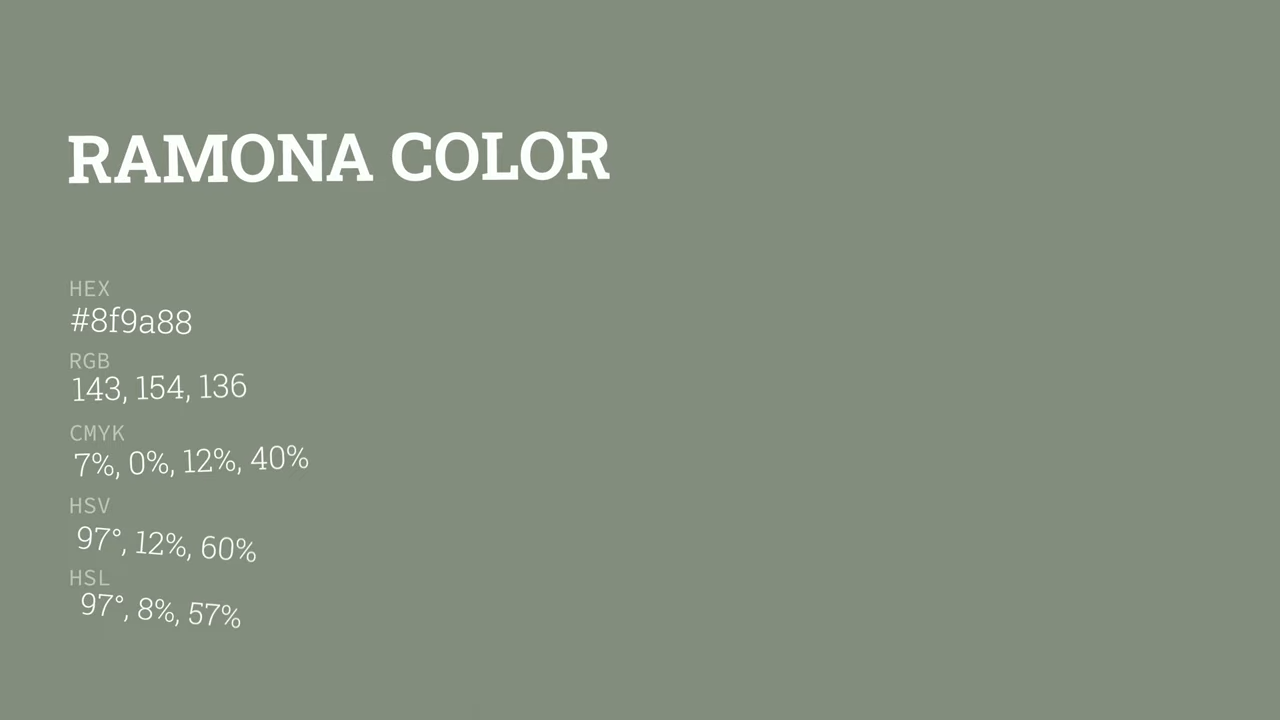 RAMONA COLOR
HEX
#8f9a88
RGB
143, 154, 136
CMYK
7%, 0%, 12%, 40%
HSV
97°, 12%, 60%
HSL
97°, 8%, 57%